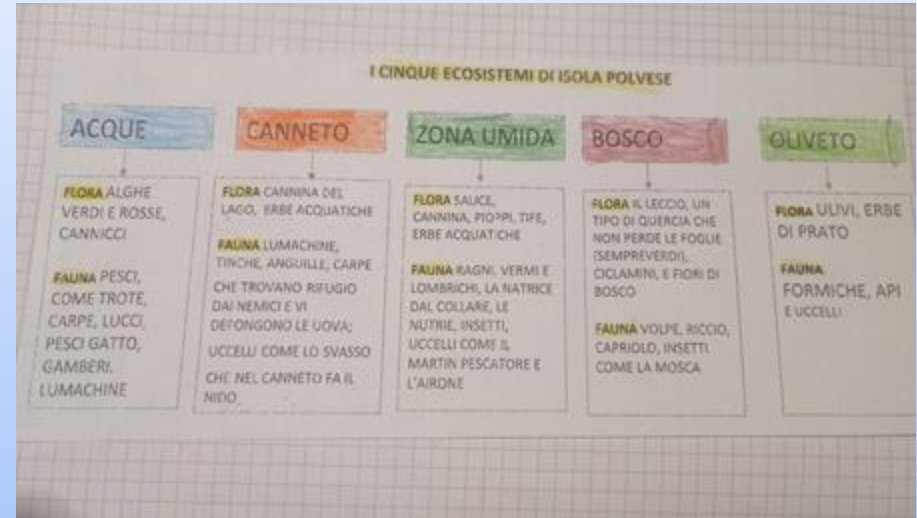 I CINQUE ECOSISTEMI DI ISOLA POLVESE
ACQUE
FLORA ALGHE
VERDI E ROSSE,
CANNICCI
FAUNA PESCI,
COME TROTE,
CARPE, LUCCI,
PESCI GATTO,
GAMBERI,
LUMACHINE
CANNETO
FLORA CANNINA DEL
LAGO, ERBE ACQUATICHE
FAUNA LUMACHINE,
TINCHE, ANGUILLE, CARPE
CHE TROVANO RIFUGIO
DAI NEMICI E VI
DEPONGONO LE UOVA;
UCCELLI COME LO SVASSO
CHE NEL CANNETO FA IL
NIDO
ZONA UMIDA
FLORA SALICE,
CANNINA, PIOPPI, TIFE,
ERBE ACQUATICHE
FAUNA RAGNI, VERMI E
LOMBRICHI, LA NATRICE
DAL COLLARE, LE
NUTRIE, INSETTI,
UCCELLI COME IL
MARTIN PESCATORE E
L'AIRONE
BOSCO
FLORA IL LECCIO, UN
TIPO DI QUERCIA CHE
NON PERDE LE FOGLIE
(SEMPREVERDI),
CICLAMINI, E FIORI DI
BOSCO
FAUNA VOLPE, RICCIO,
CAPRIOLO, INSETTI
COME LA MOSCA
OLIVETO
FLORA ULIVI, ERBE
DI PRATO
FAUNA
FORMICHE, API
E UCCELLI